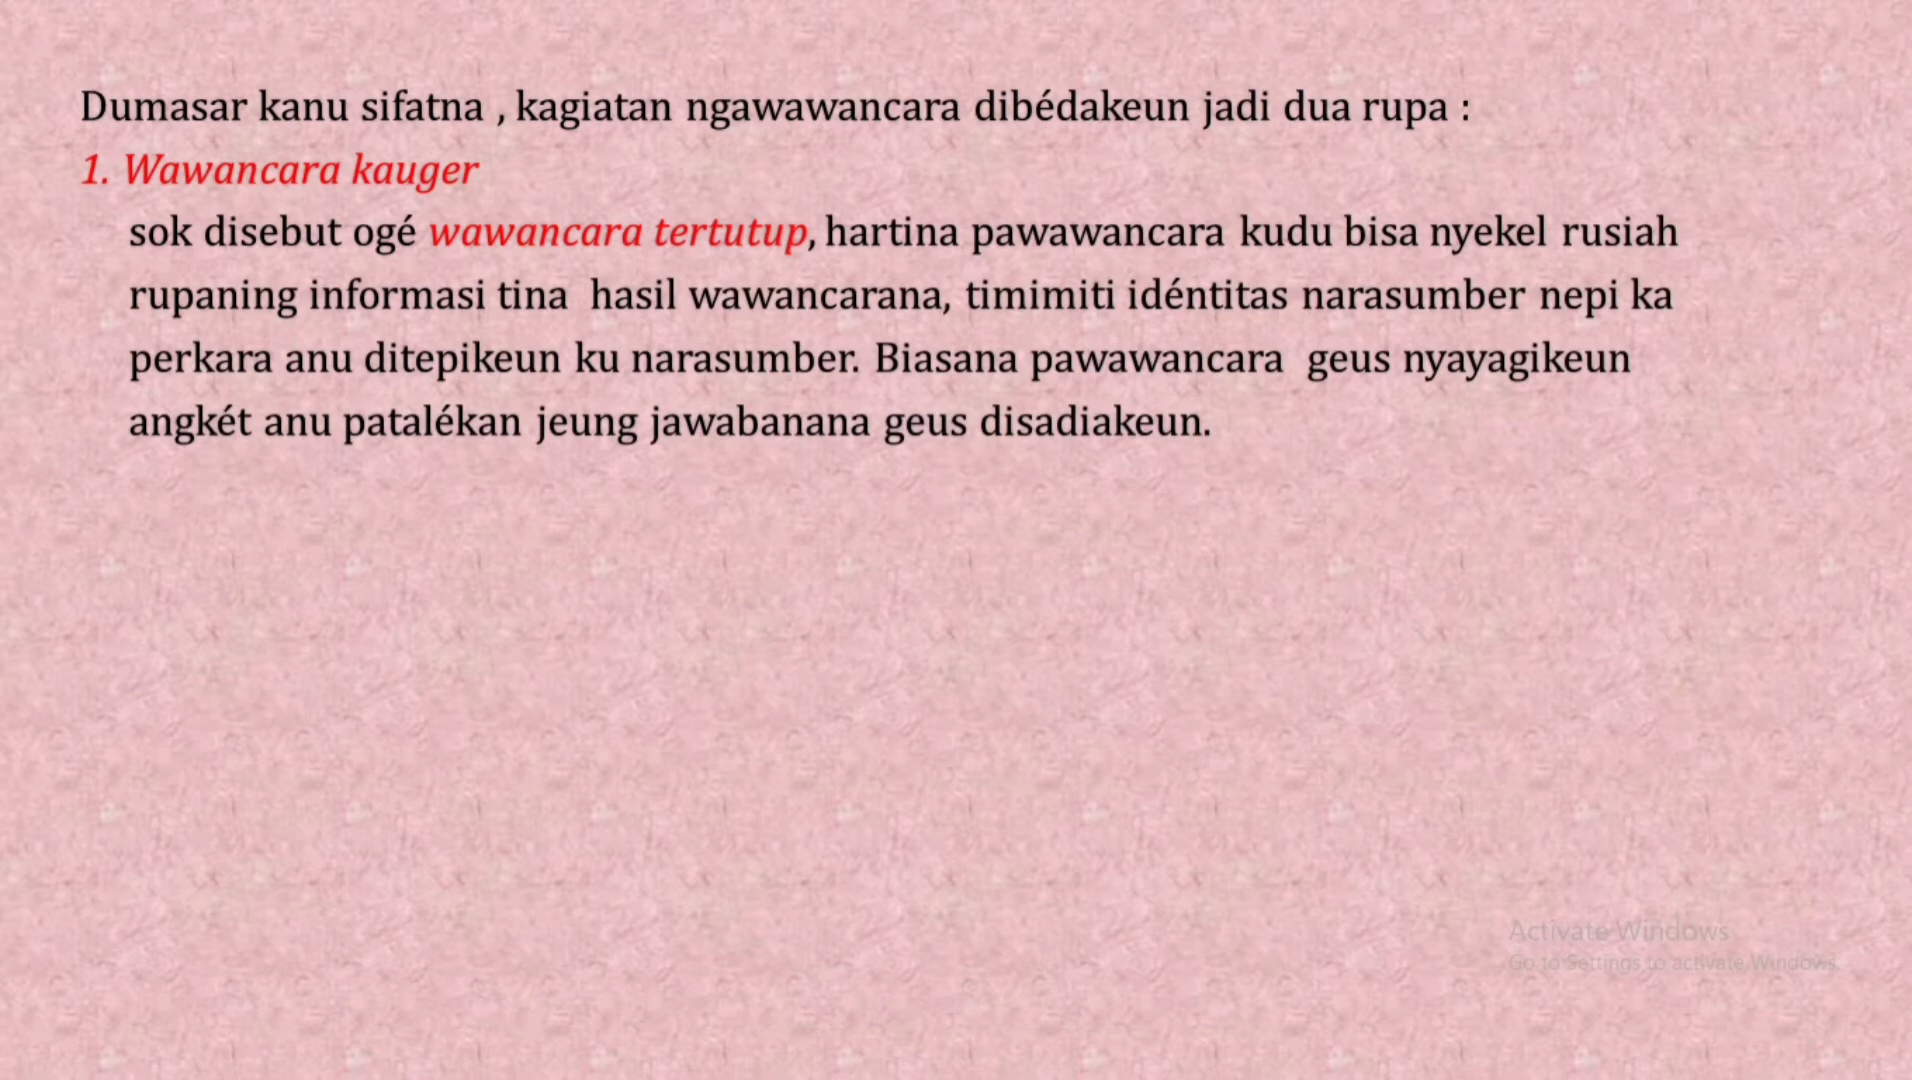 Dumasar kanu sifatna , kagiatan ngawawancara dibédakeun jadi dua rupa :
1. Wawancara kauger
sok disebut ogé wawancara tertutup, hartina pawawancara kudu bisa nyekel rusiah
rupaning informasi tina hasil wawancarana, timimiti idéntitas narasumber nepi ka
perkara anu ditepikeun ku narasumber. Biasana pawawancara geus nyayagikeun
angkét anu patalékan jeung jawabanana geus disadiakeun.
Activate Windows
Go to Settings to activate Windows.